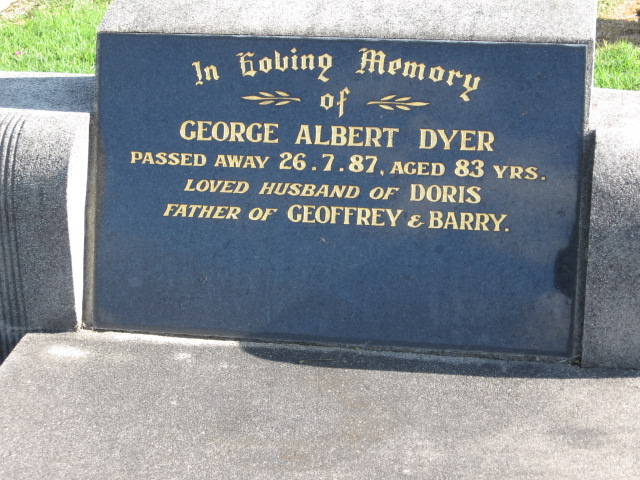 In Loving Memory
of
GEORGE ALBERT DYER
PASSED AWAY 26.7.87, AGED 83 YRS.
LOVED HUSBAND OF DORIS
FATHER OF GEOFFREY & BARRY.